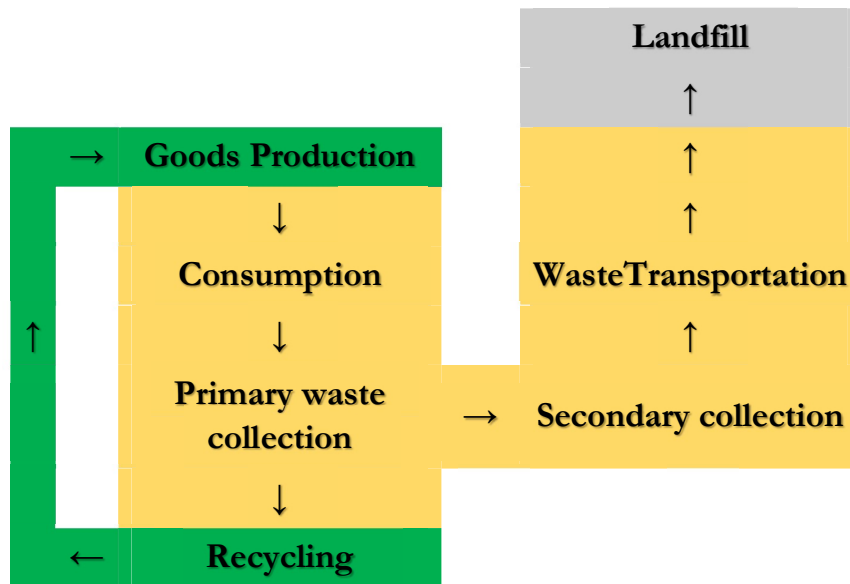 Landfill
↑
→ Goods Production ↑
↓ ↑
Consumption WasteTransportation
↑ ↓ ↑
Primary waste
collection
→ Secondary collection
↓
← Recycling